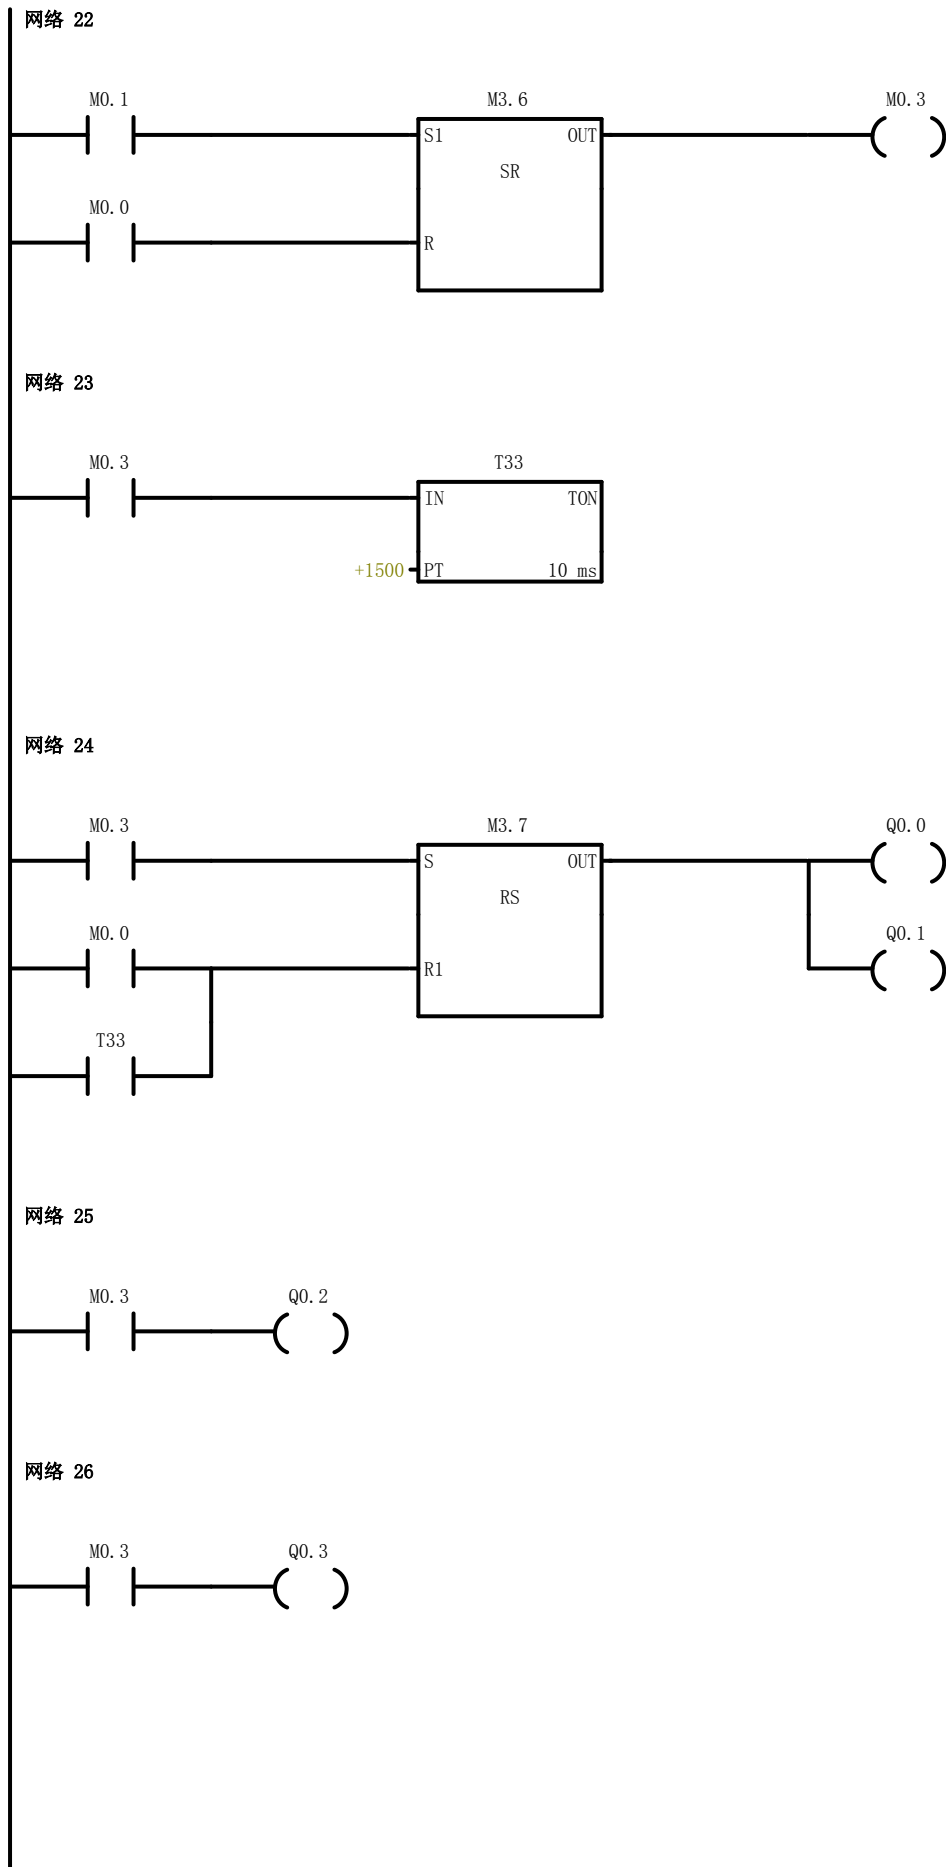 网络 22
M0.1 M3.6 M0.3
S1 OUT
SR
M0.0
R
网络 23
M0.3 T33
IN TON
+1500 PT 10 ms
网络 24
M0.3 M3.7 Q0.0
S OUT
RS
M0.0 Q0.1
R1
T33
网络 25
M0.3 Q0.2
网络 26
M0.3 Q0.3